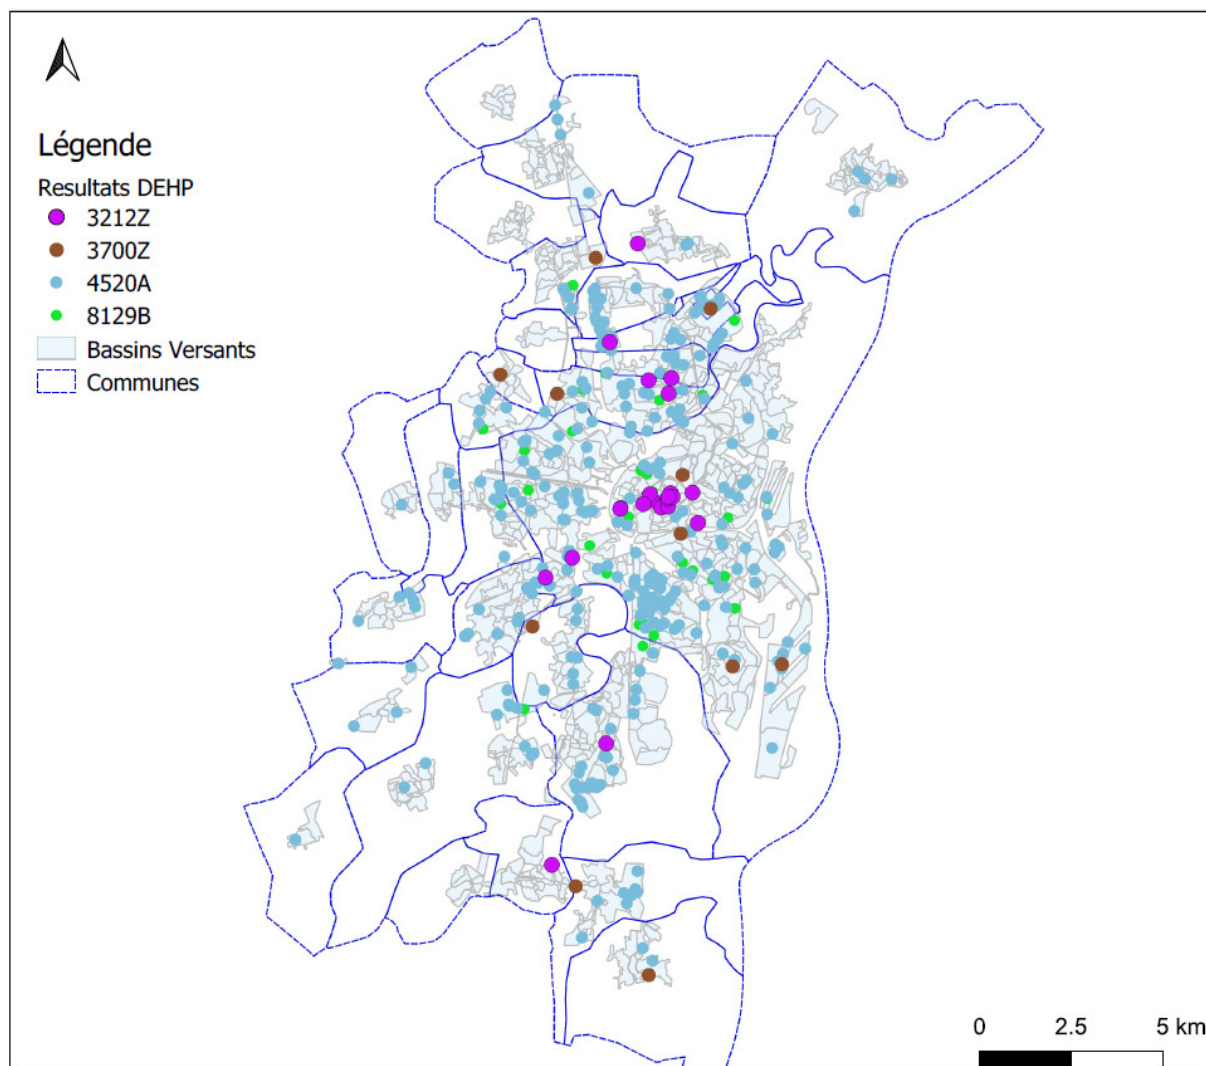 Légende
Resultats DEHP
3212Z
3700Z
4520A
8129B
Bassins Versants
Communes
0 2.5 5 km